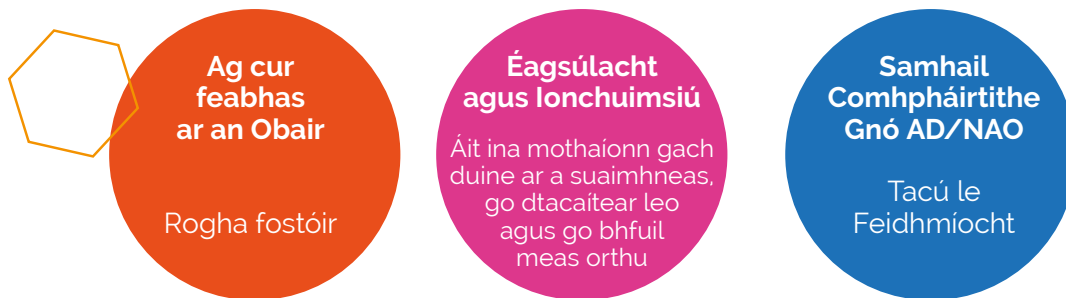 Ag cur
feabhas
ar an Obair
Rogha fostóir
Éagsúlacht
agus Ionchuimsiú
Áit ina mothaíonn gach
duine ar a suaimhneas,
go dtacaítear leo
agus go bhfuil
meas orthu
Samhail
Comhpháirtithe
Gnó AD/NAO
Tacú le
Feidhmíocht